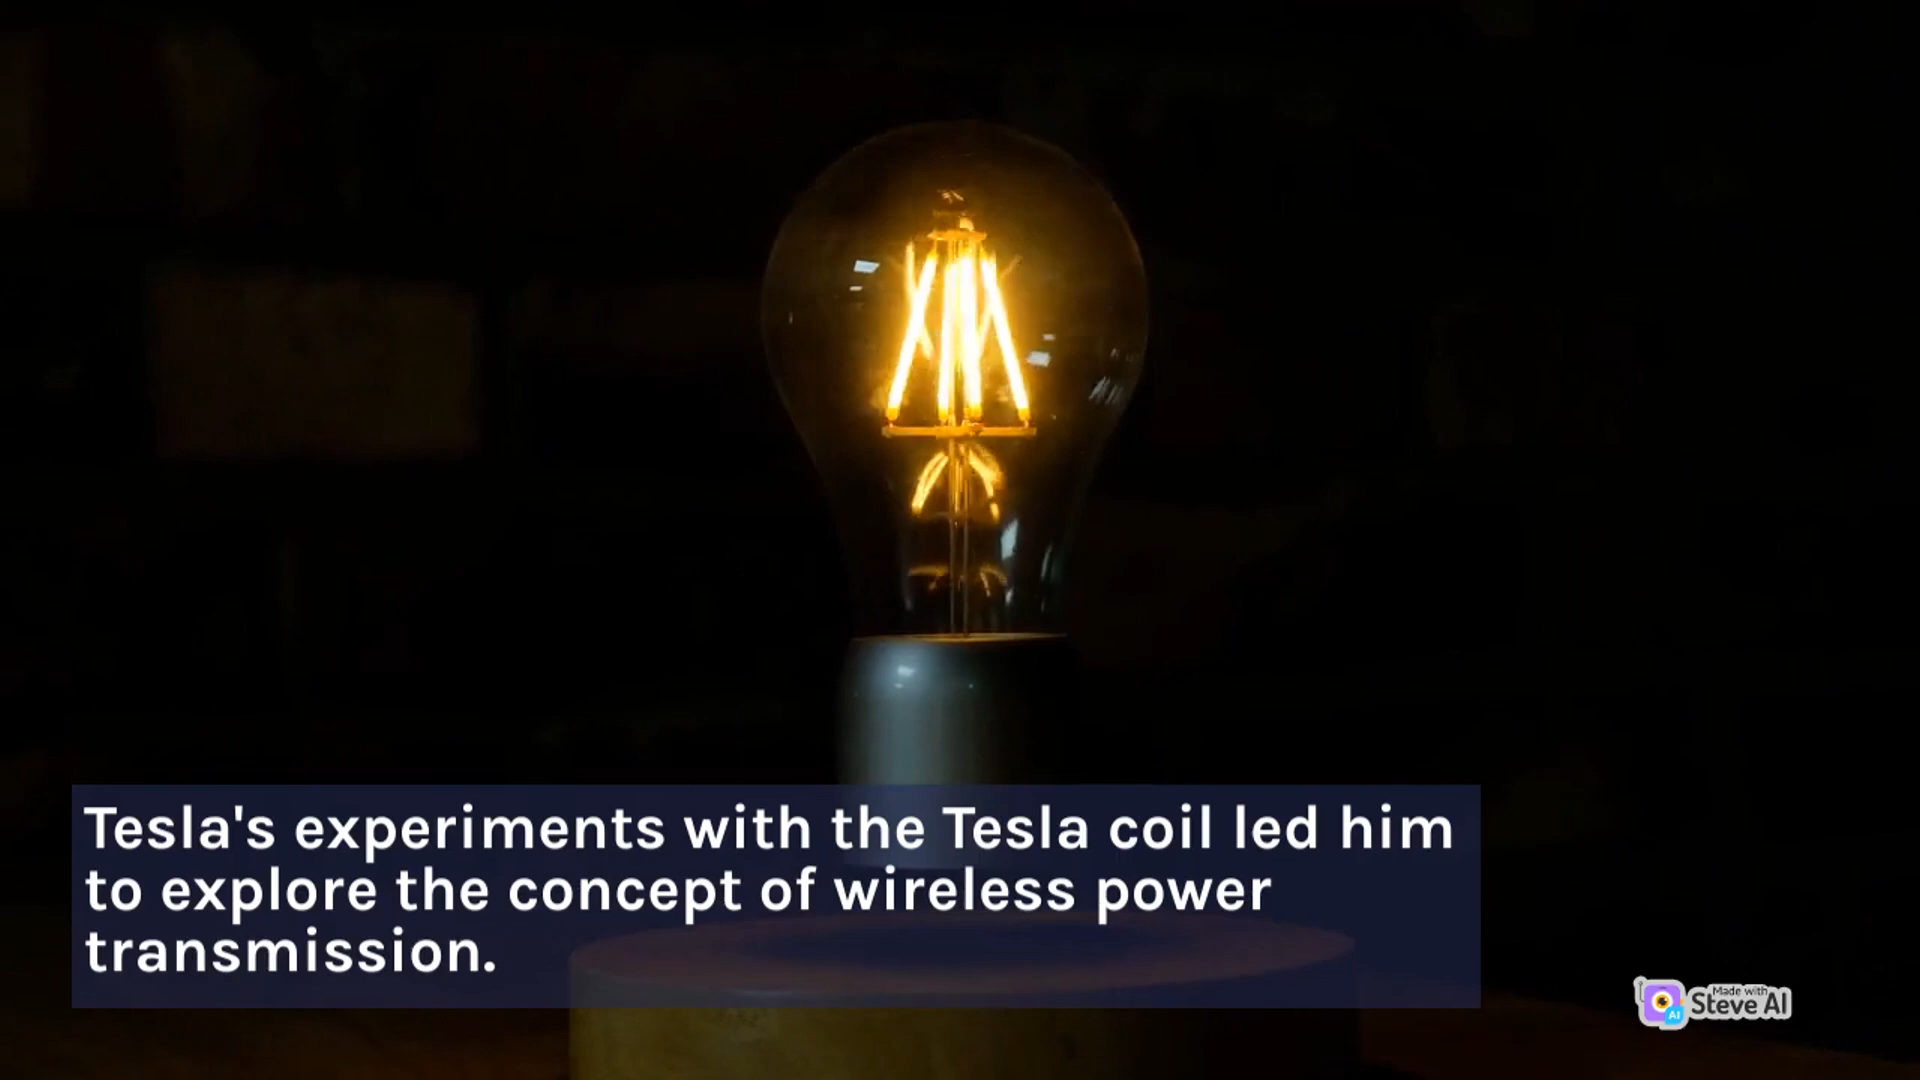 Tesla's experiments with the Tesla coil led him
to explore the concept of wireless power
transmission.
Made with
Steve AI
AI